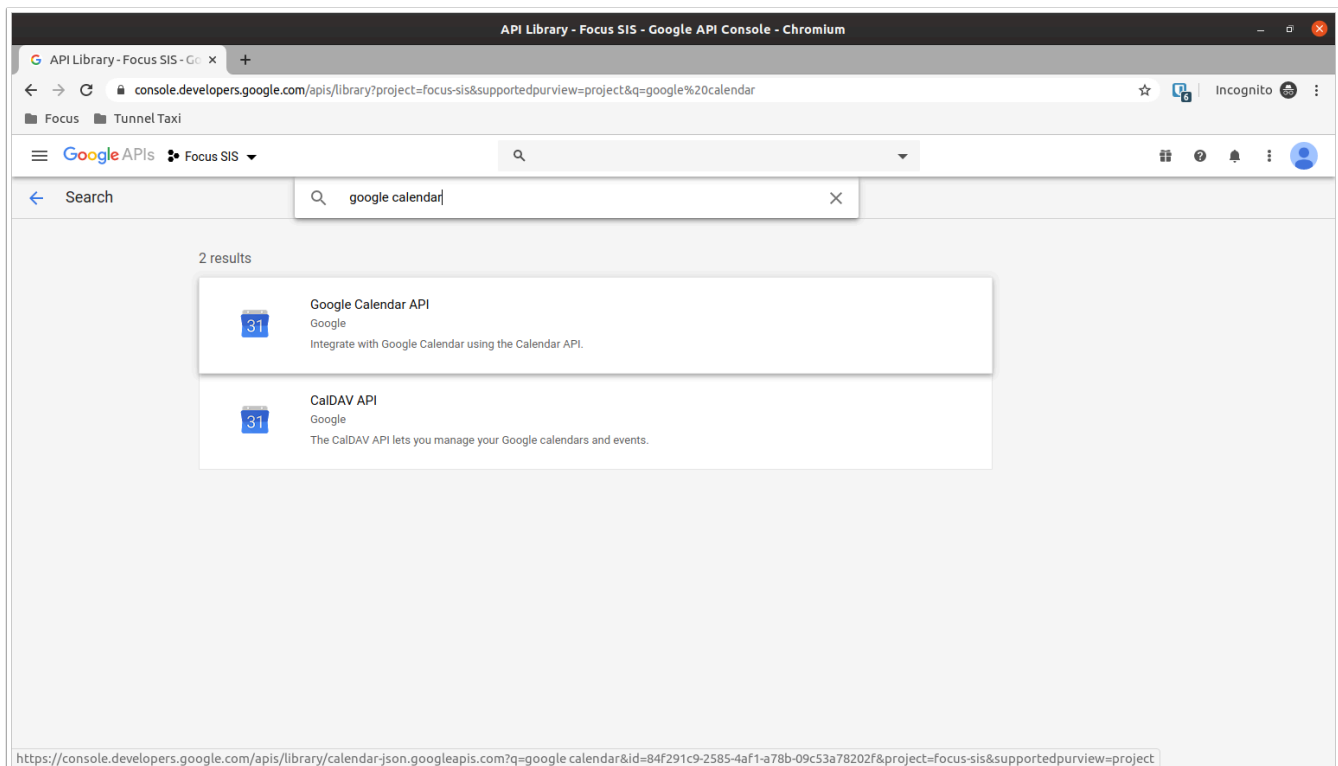 API Library - Focus SIS - Google API Console - Chromium
G API Library - Focus SIS - Go
console.developers.google.com/apis/library?project=focus-sis&supportedpurview=project&q=google%20calendar
6
Incognito
Focus Tunnel Taxi
Google APIs Focus SIS
Search google calendar
2 results
31
Google Calendar API
Google
Integrate with Google Calendar using the Calendar API.
31
CalDAV API
Google
The CalDAV API lets you manage your Google calendars and events.
https://console.developers.google.com/apis/library/calendar-json.googleapis.com?q=google calendar&id=84f291c9-2585-4af1-a78b-09c53a78202f&project=focus-sis&supportedpurview=project